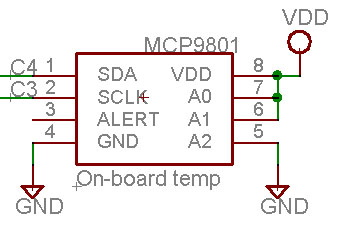 VDD
MCP9801
C4 1 SDA VDD 8
C3 2 SCLK A0 7
3 ALERT A1 6
4 GND A2 5
On-board temp
GND GND